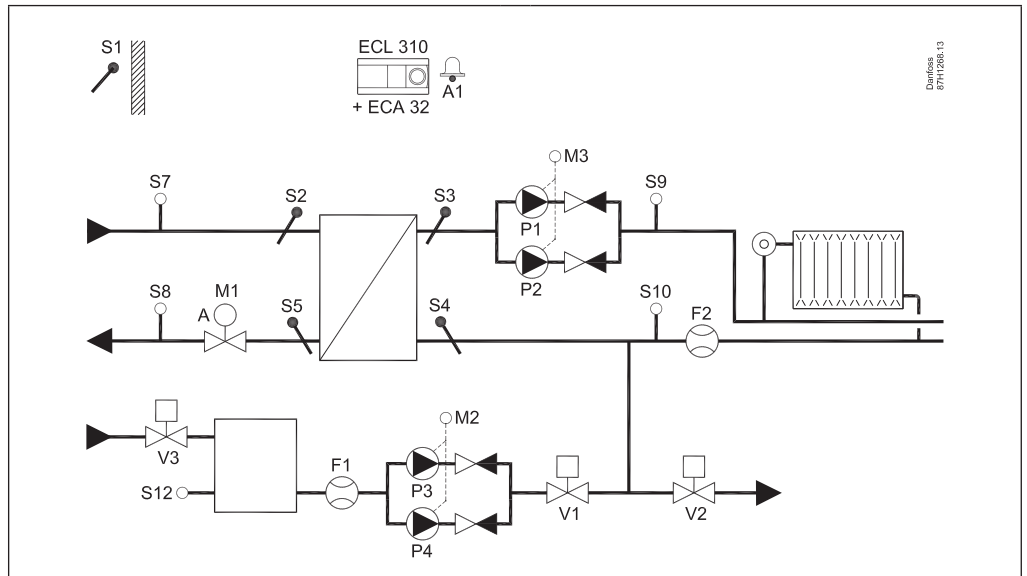 S1
ECL 310
A1
+ ECA 32
Danfoss
87H1268.13
M3
S7
S2
S3
S9
P1
P2
S8
M1
A
S5
S4
S10
F2
M2
V3
F1
P3
S12
V1
V2
P4